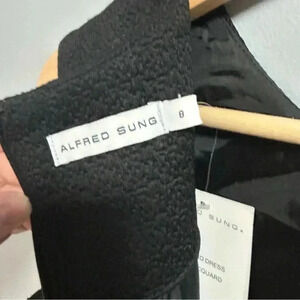 ALFRED SUNG
8
D SUNG
D DRESS
QUARD